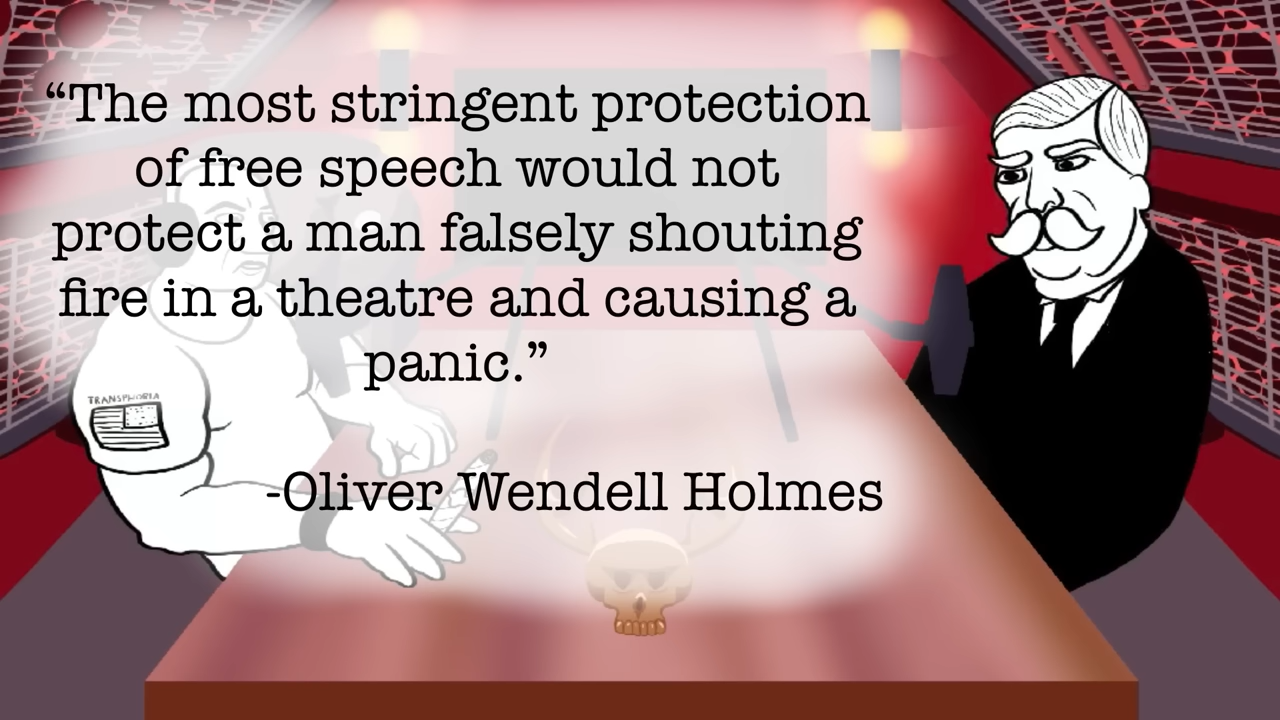 “The most stringent protection
of free speech would not
protect a man falsely shouting
fire in a theatre and causing a
panic.”
-Oliver Wendell Holmes
TRANSPHOBIA